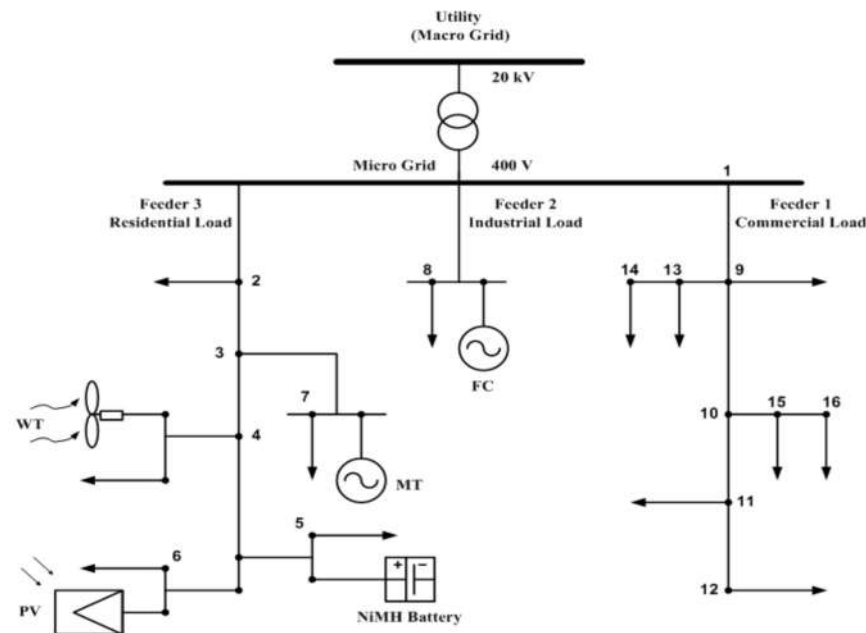 Utility
(Macro Grid)
20 kV
Micro Grid 400 V 1
Feeder 3 Feeder 2 Feeder 1
Residential Load Industrial Load Commercial Load
8 14 13 9
2
3
FC
7
WT 4 10 15 16
MT
11
5
6
+ −
PV 12
NiMH Battery